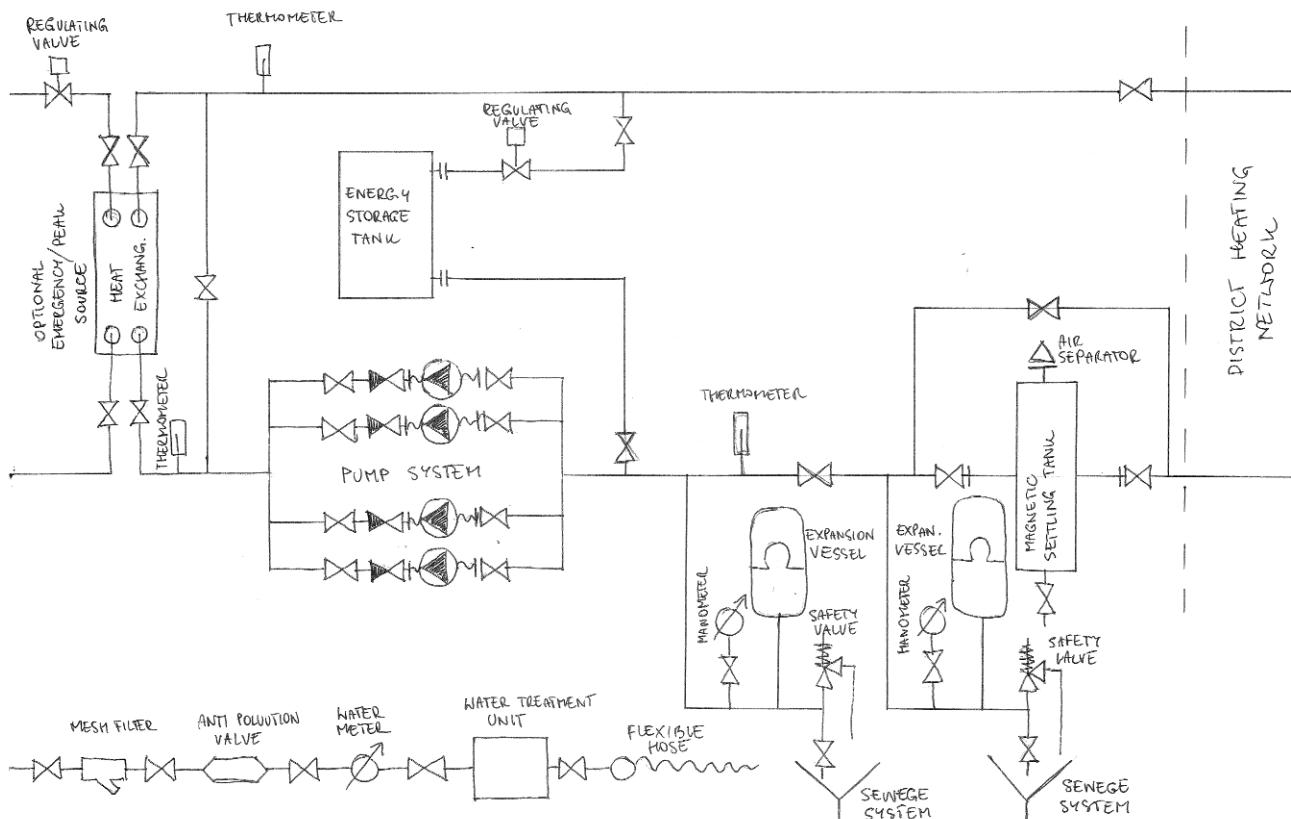 REGULATING
VALVE
THERMOMETER
REGULATING
VALVE
ENERGY
STORAGE
TANK
OPTIONAL
EMERGENCY/PEAK
SOURCE
HEAT
EXCHANG.
THERMOMETER
PUMP SYSTEM
THERMOMETER
AIR
SEPARATOR
MAGNETIC
SETTLING TANK
DISTRICT HEATING
NETWORK
EXPANSION
VESSEL
EXPAN.
VESSEL
MANOMETER
SAFETY
VALVE
MANOMETER
SAFETY
VALVE
MESH FILTER
ANTI POLUUTION
VALVE
WATER
METER
WATER TREATMENT
UNIT
FLEXIBLE
HOSE
SEWEGE
SYSTEM
SEWEGE
SYSTEM